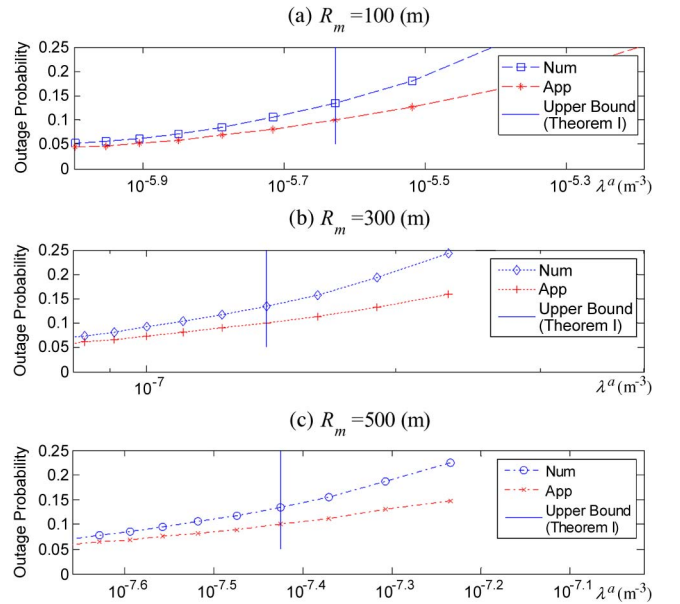 (a) R_m =100 (m)
Outage Probability
0.25
0.2
0.15
0.1
0.05
0
Num
App
Upper Bound
(Theorem I)
10^-5.9
10^-5.7
10^-5.5
10^-5.3
λ^a (m^-3)
(b) R_m =300 (m)
Outage Probability
0.25
0.2
0.15
0.1
0.05
0
Num
App
Upper Bound
(Theorem I)
10^-7
λ^a (m^-3)
(c) R_m =500 (m)
Outage Probability
0.25
0.2
0.15
0.1
0.05
0
Num
App
Upper Bound
(Theorem I)
10^-7.6
10^-7.5
10^-7.4
10^-7.3
10^-7.2
10^-7.1
λ^a (m^-3)